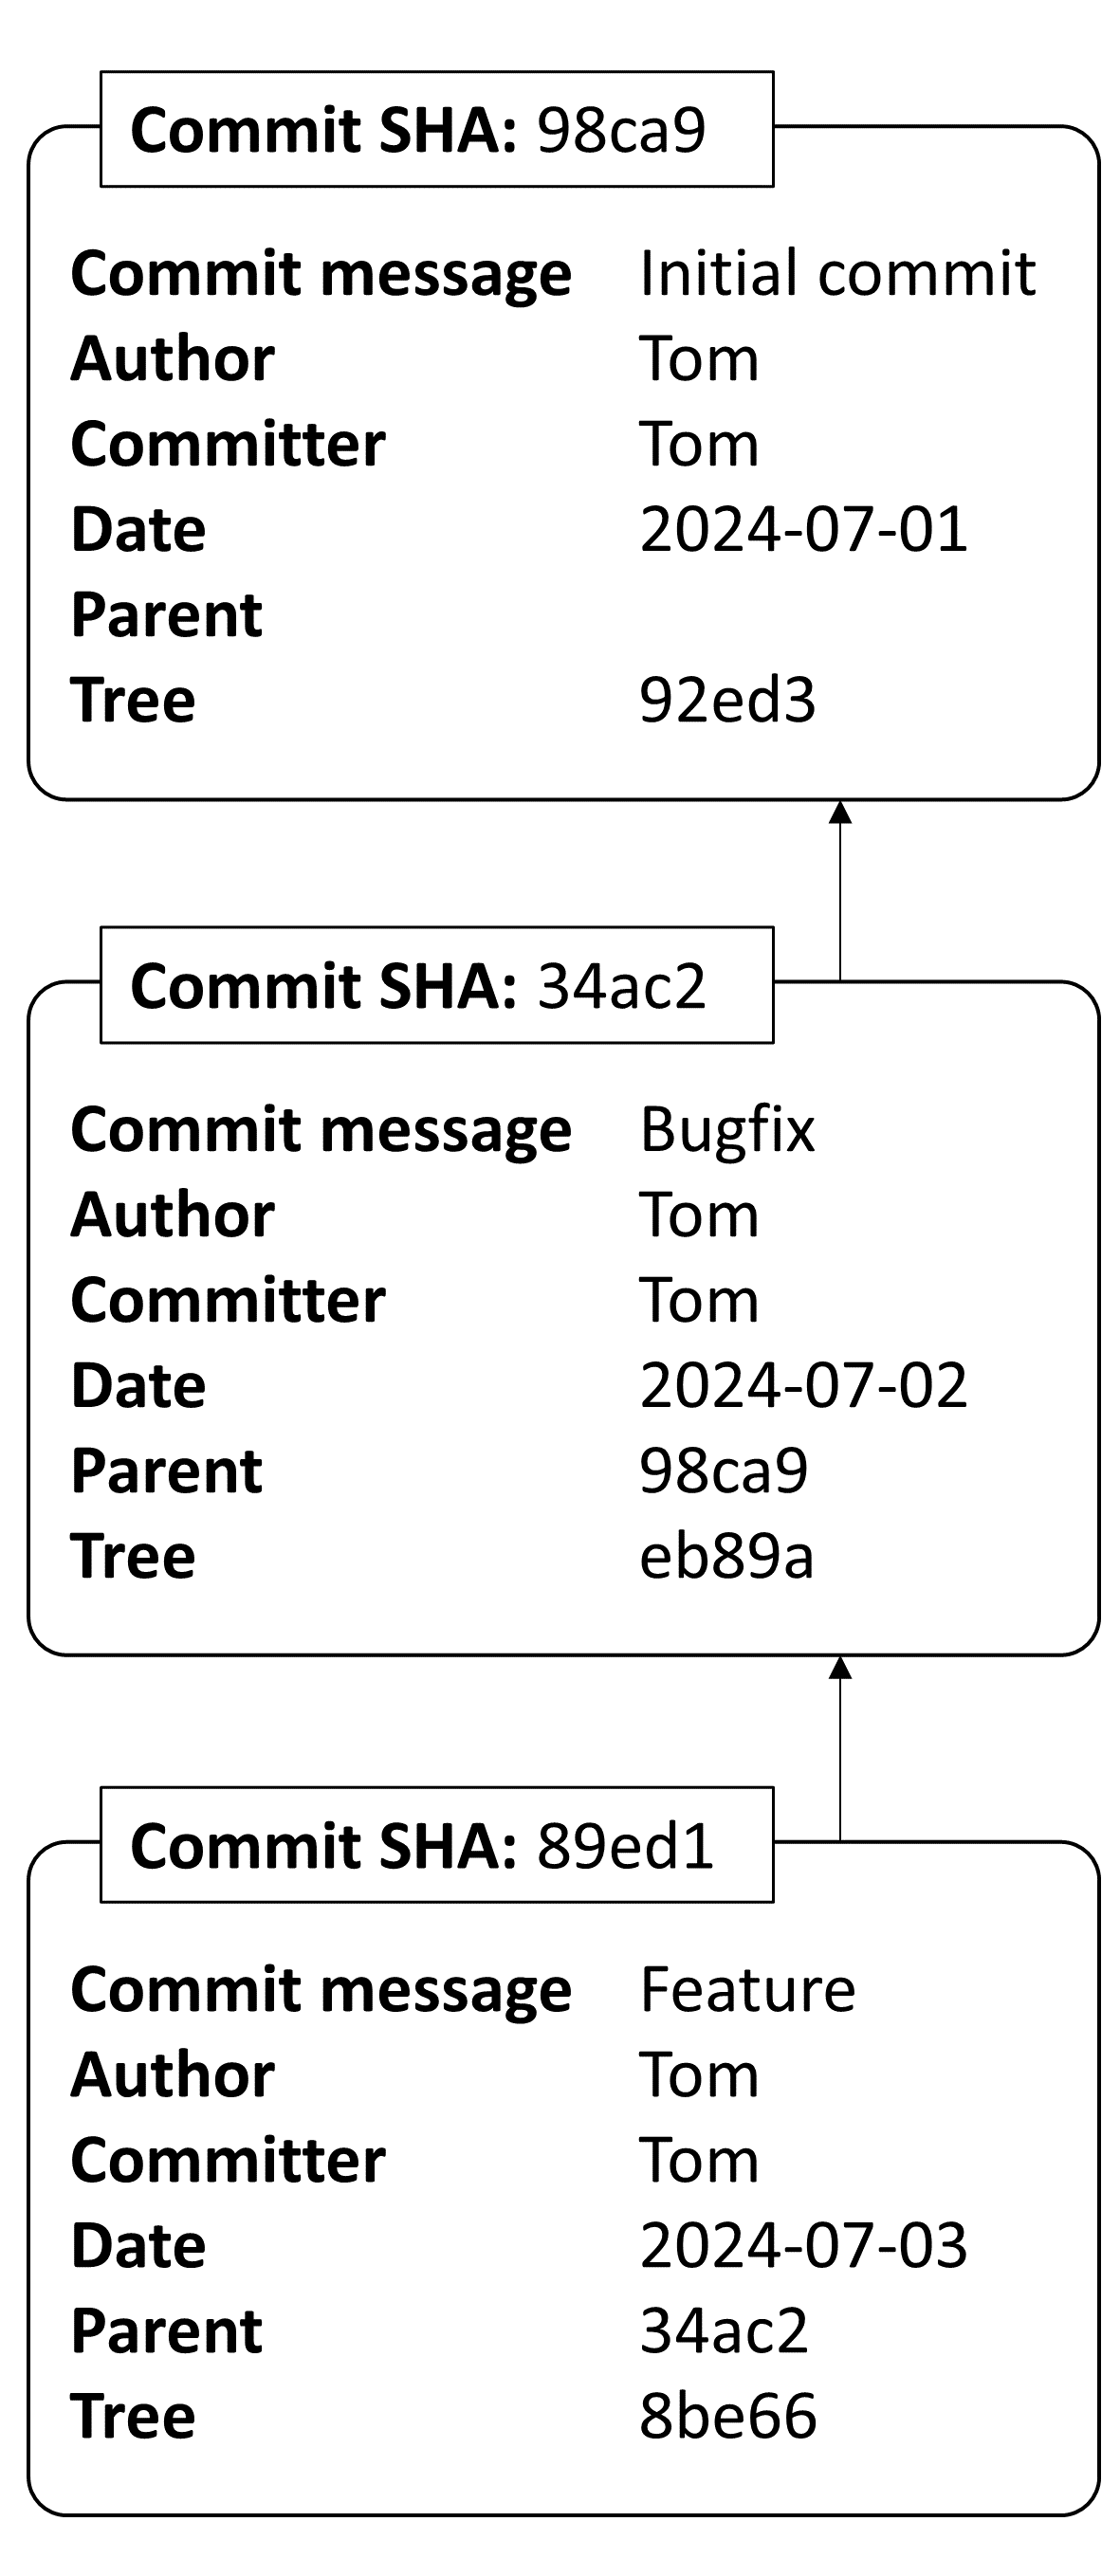 Commit SHA: 98ca9
Commit message Initial commit
Author Tom
Committer Tom
Date 2024-07-01
Parent
Tree 92ed3
Commit SHA: 34ac2
Commit message Bugfix
Author Tom
Committer Tom
Date 2024-07-02
Parent 98ca9
Tree eb89a
Commit SHA: 89ed1
Commit message Feature
Author Tom
Committer Tom
Date 2024-07-03
Parent 34ac2
Tree 8be66